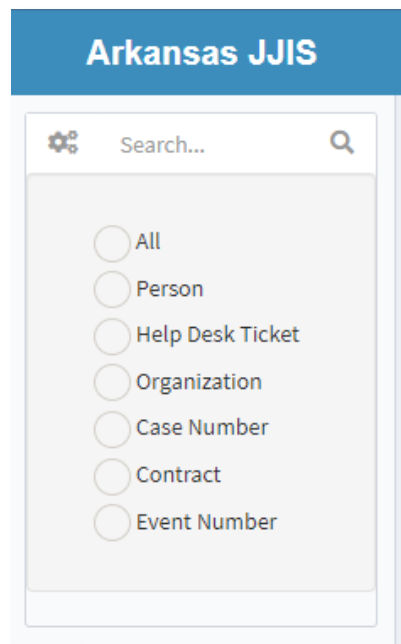 Arkansas JJIS
Search...
All
Person
Help Desk Ticket
Organization
Case Number
Contract
Event Number